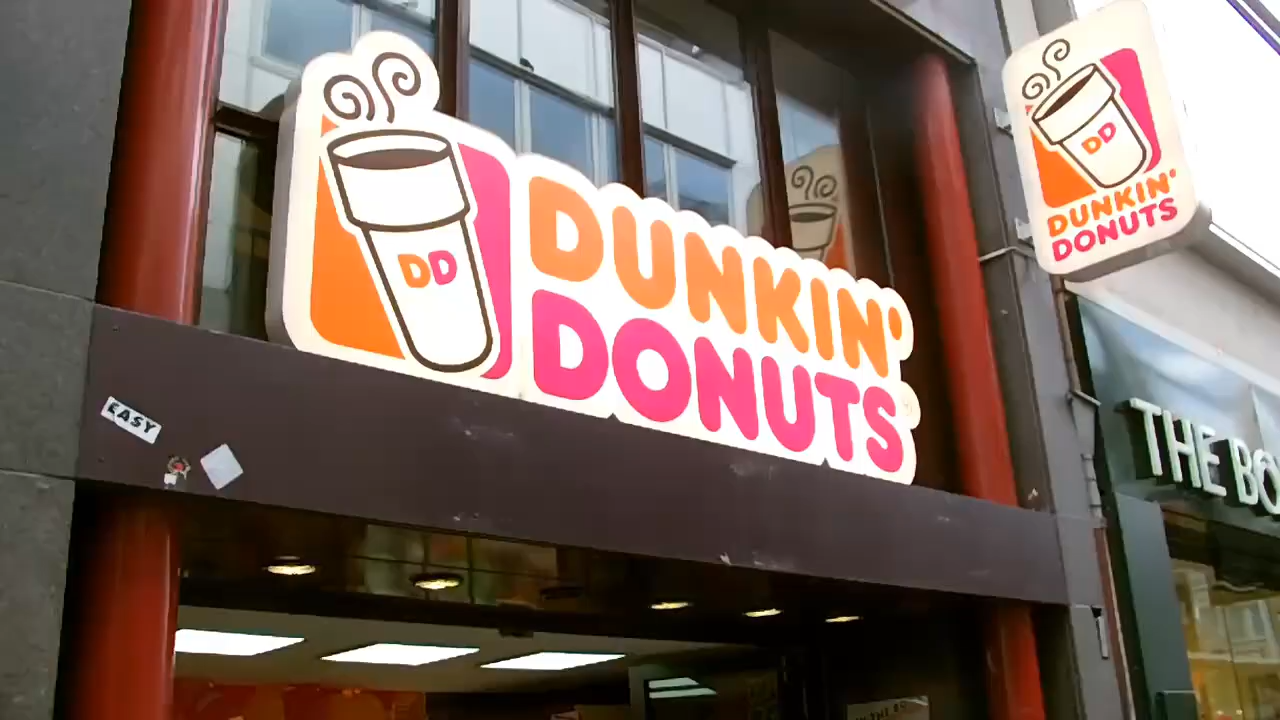 DD
DUNKIN'
DONUTS
DD
DUNKIN'
DONUTS
EASY
THE BO